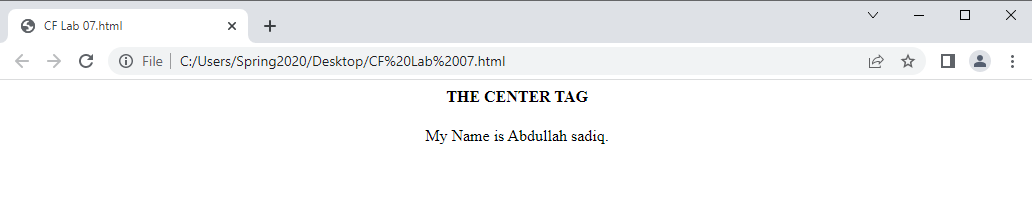 CF Lab 07.html
File | C:/Users/Spring2020/Desktop/CF%20Lab%2007.html
THE CENTER TAG
My Name is Abdullah sadiq.